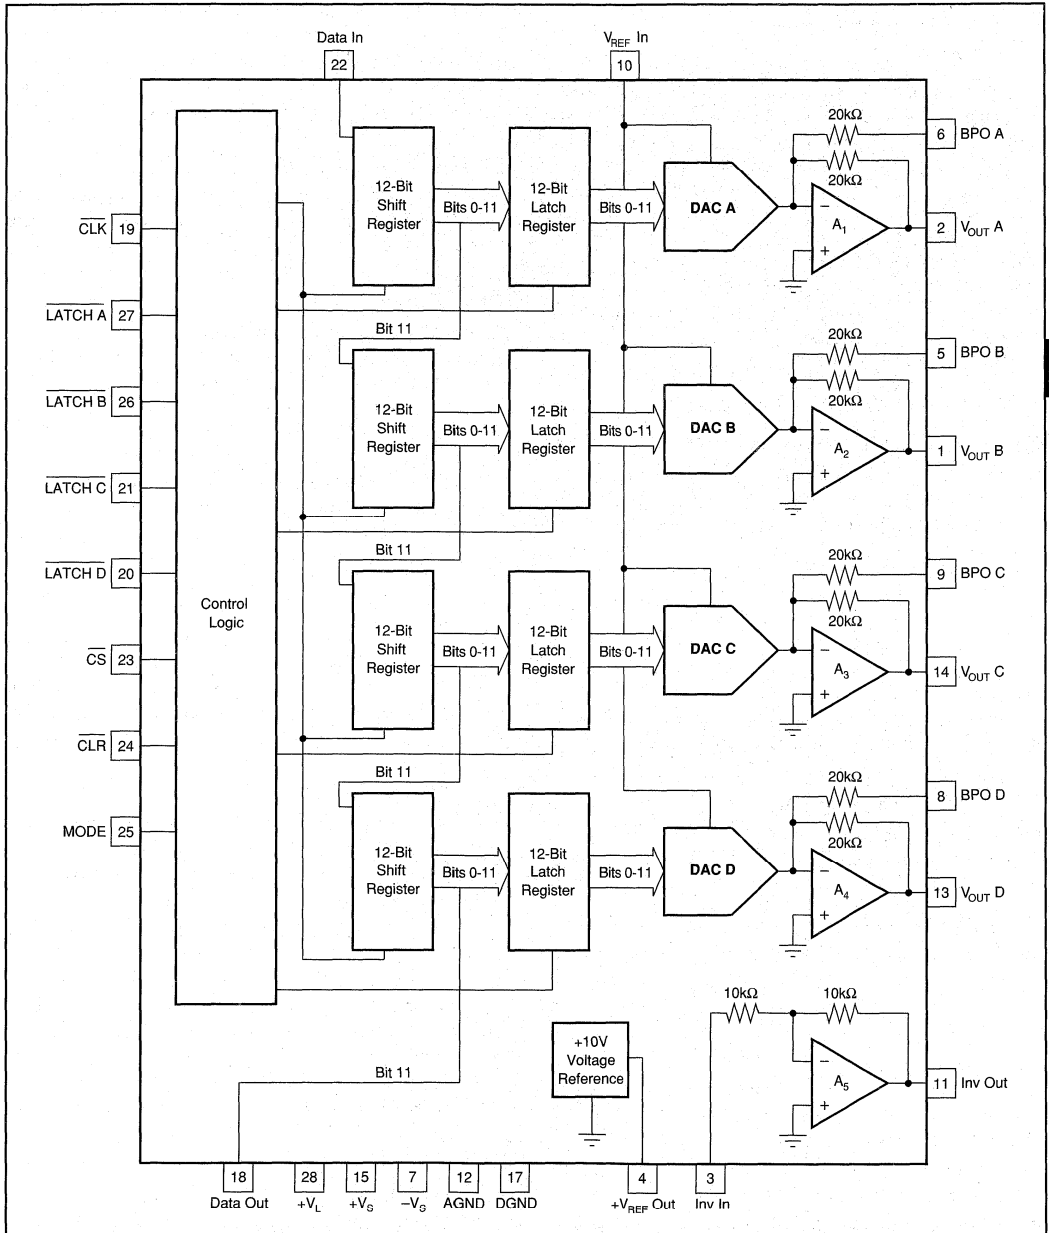 Data In
22
V_REF In
10
20kΩ
6 BPO A
20kΩ
12-Bit
Shift
Register
Bits 0-11
12-Bit
Latch
Register
Bits 0-11
DAC A
−
A1
+
2 V_OUT A
CLK 19
LATCH A 27
Bit 11
20kΩ
5 BPO B
20kΩ
12-Bit
Shift
Register
Bits 0-11
12-Bit
Latch
Register
Bits 0-11
DAC B
−
A2
+
1 V_OUT B
LATCH B 26
LATCH C 21
Bit 11
20kΩ
9 BPO C
20kΩ
LATCH D 20
Control
Logic
12-Bit
Shift
Register
Bits 0-11
12-Bit
Latch
Register
Bits 0-11
DAC C
−
A3
+
14 V_OUT C
CS 23
CLR 24
Bit 11
20kΩ
8 BPO D
20kΩ
MODE 25
12-Bit
Shift
Register
Bits 0-11
12-Bit
Latch
Register
Bits 0-11
DAC D
−
A4
+
13 V_OUT D
10kΩ
10kΩ
+10V
Voltage
Reference
−
A5
+
11 Inv Out
Bit 11
18
28
15
7
12
17
4
3
Data Out
+V_L
+V_S
−V_S
AGND
DGND
+V_REF Out
Inv In